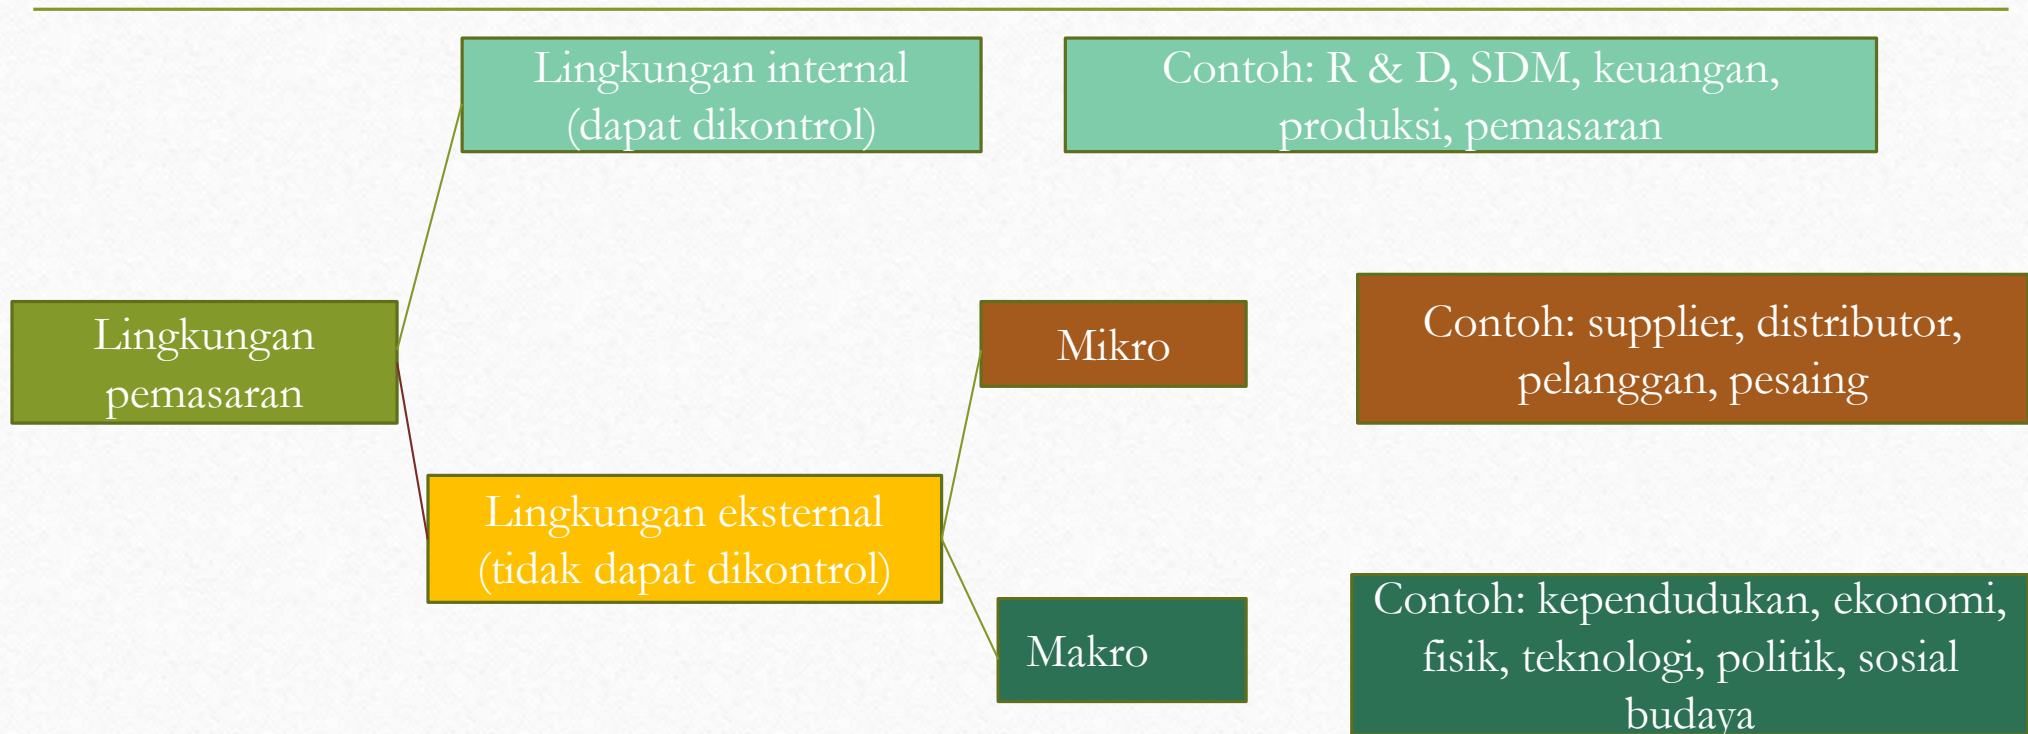 Lingkungan internal
(dapat dikontrol)
Contoh: R & D, SDM, keuangan,
produksi, pemasaran
Lingkungan
pemasaran
Mikro
Contoh: supplier, distributor,
pelanggan, pesaing
Lingkungan eksternal
(tidak dapat dikontrol)
Makro
Contoh: kependudukan, ekonomi,
fisik, teknologi, politik, sosial
budaya